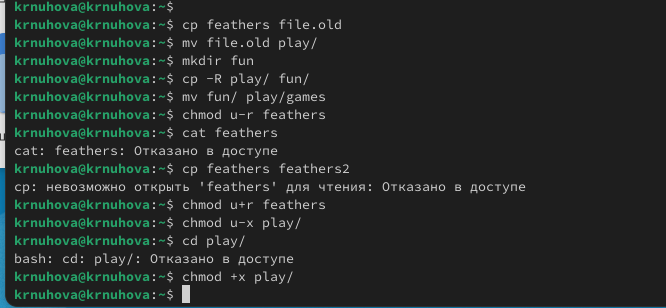 krnuhova@krnuhova:~$
krnuhova@krnuhova:~$ cp feathers file.old
krnuhova@krnuhova:~$ mv file.old play/
krnuhova@krnuhova:~$ mkdir fun
krnuhova@krnuhova:~$ cp -R play/ fun/
krnuhova@krnuhova:~$ mv fun/ play/games
krnuhova@krnuhova:~$ chmod u-r feathers
krnuhova@krnuhova:~$ cat feathers
cat: feathers: Отказано в доступе
krnuhova@krnuhova:~$ cp feathers feathers2
cp: невозможно открыть 'feathers' для чтения: Отказано в доступе
krnuhova@krnuhova:~$ chmod u+r feathers
krnuhova@krnuhova:~$ chmod u-x play/
krnuhova@krnuhova:~$ cd play/
bash: cd: play/: Отказано в доступе
krnuhova@krnuhova:~$ chmod +x play/
krnuhova@krnuhova:~$